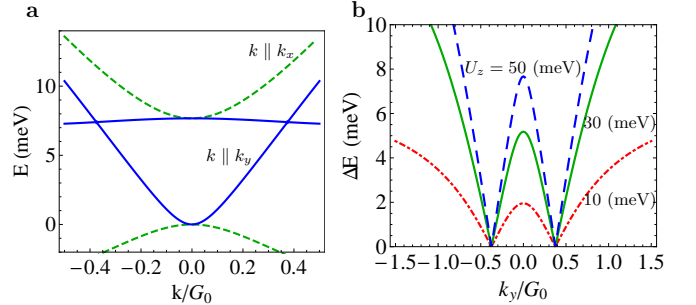 a
E (meV)
10
5
0
k ∥ k_x
k ∥ k_y
−0.4 −0.2 0.0 0.2 0.4
k/G_0
b
ΔE (meV)
10
8
6
4
2
0
U_z = 50 (meV)
30 (meV)
10 (meV)
−1.5 −1.0 −0.5 0.0 0.5 1.0 1.5
k_y/G_0